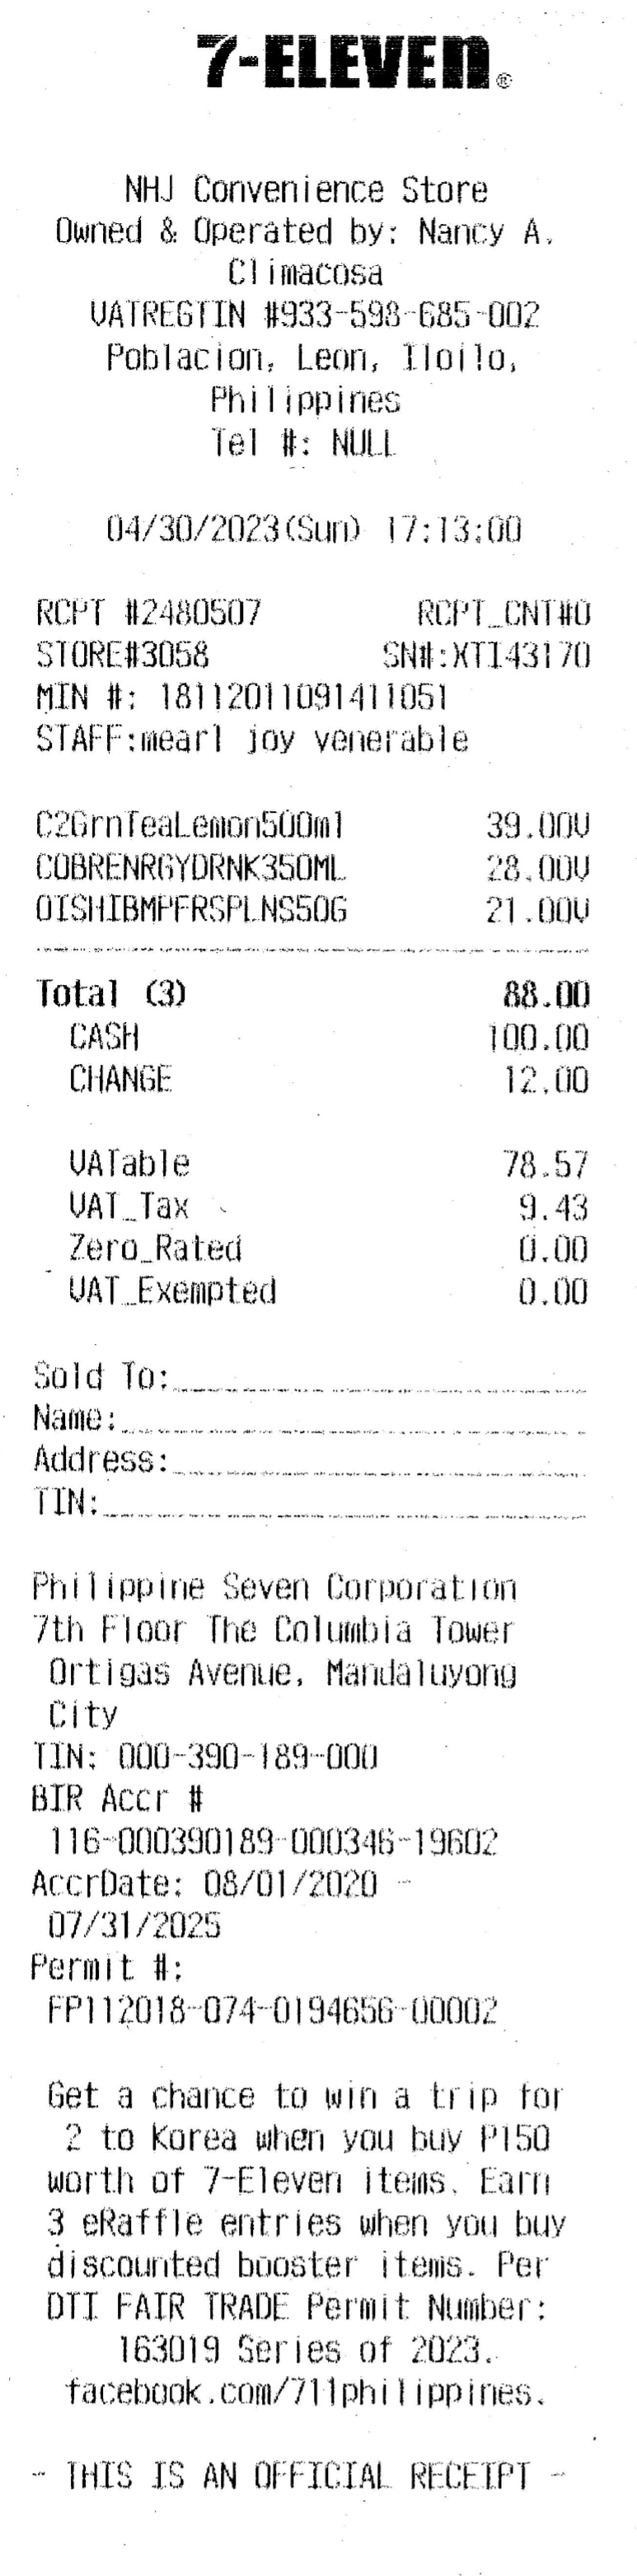 7-ELEVEN®
NHJ Convenience Store
Owned & Operated by: Nancy A.
Climacosa
VATREGTIN #933-598-685-002
Poblacion, Leon, Iloilo,
Philippines
Tel #: NULL
04/30/2023(Sun) 17:13:00
RCPT #2480507 RCPT_CNT#0
STORE#3058 SN#:XTI43170
MIN #: 18112011091411051
STAFF:mearl joy venerable
C2GrnTeaLemon500ml 39.00V
COBRENRGYDRNK350ML 28.00V
OISHIBMPFRSPLNS50G 21.00V
Total (3) 88.00
CASH 100.00
CHANGE 12.00
VATable 78.57
VAT_Tax 9.43
Zero_Rated 0.00
VAT_Exempted 0.00
Sold To:
Name:
Address:
TIN:
Philippine Seven Corporation
7th Floor The Columbia Tower
Ortigas Avenue, Mandaluyong
City
TIN: 000-390-189-000
BIR Accr #
116-000390189-000346-19602
AccrDate: 08/01/2020 -
07/31/2025
Permit #:
FP112018-074-0194656-00002
Get a chance to win a trip for
2 to Korea when you buy P150
worth of 7-Eleven items. Earn
3 eRaffle entries when you buy
discounted booster items. Per
DTI FAIR TRADE Permit Number:
163019 Series of 2023.
facebook.com/711philippines.
- THIS IS AN OFFICIAL RECEIPT -